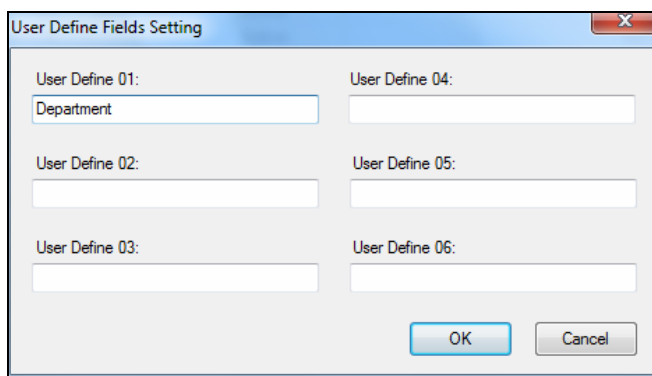 User Define Fields Setting
User Define 01:
User Define 04:
Department
User Define 02:
User Define 05:
User Define 03:
User Define 06:
OK
Cancel